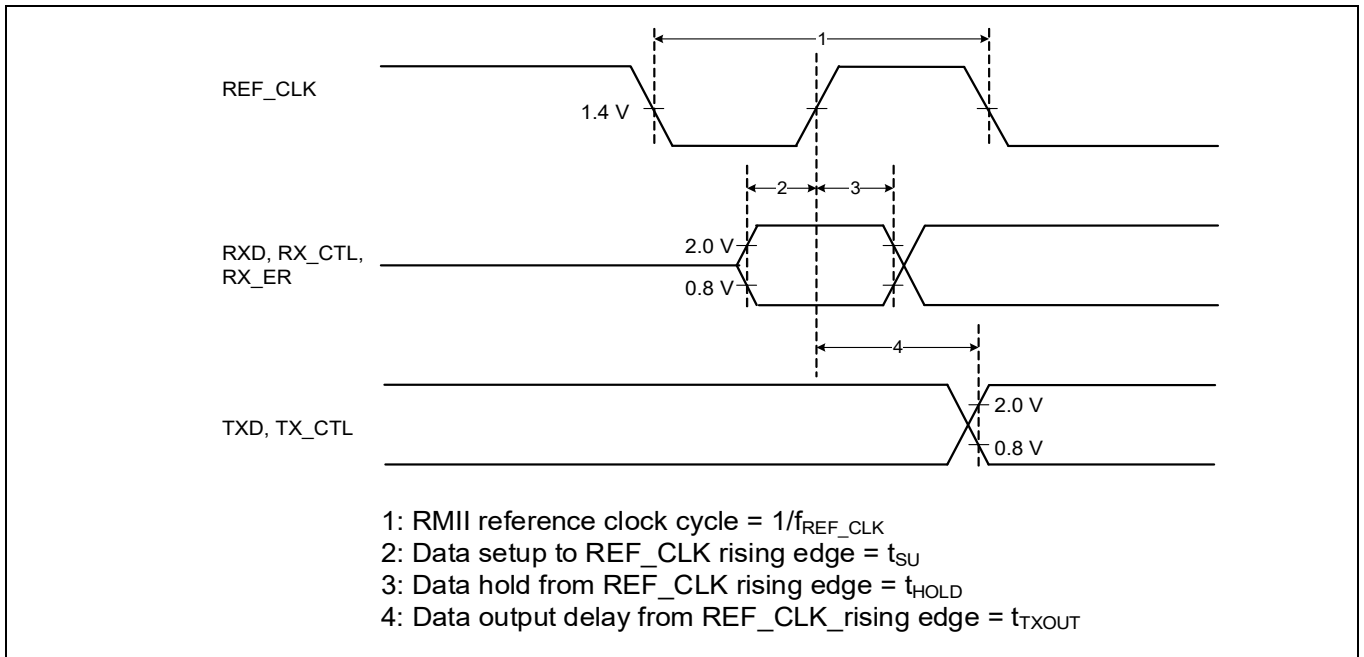 1
REF_CLK
1.4 V
2
3
RXD, RX_CTL,
RX_ER
2.0 V
0.8 V
4
TXD, TX_CTL
2.0 V
0.8 V
1: RMII reference clock cycle = 1/fREF_CLK
2: Data setup to REF_CLK rising edge = tSU
3: Data hold from REF_CLK rising edge = tHOLD
4: Data output delay from REF_CLK_rising edge = tTXOUT